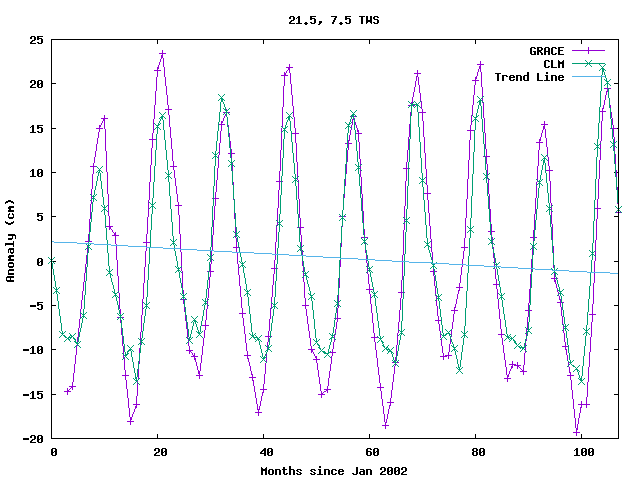 21.5, 7.5 TWS
GRACE
CLM
Trend Line
Anomaly (cm)
25
20
15
10
5
0
-5
-10
-15
-20
0 20 40 60 80 100
Months since Jan 2002